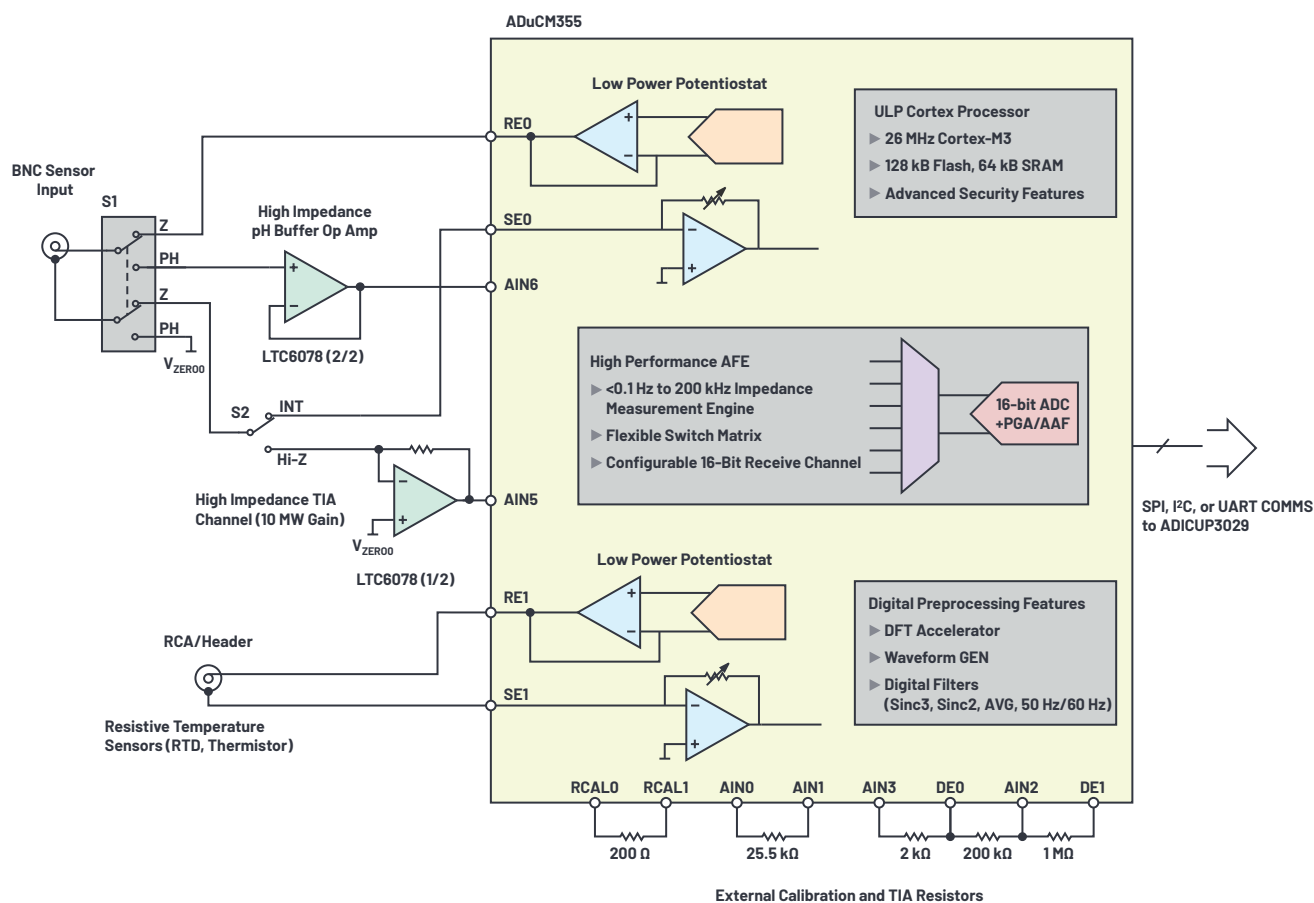 ADuCM355
Low Power Potentiostat
RE0
+
−
ULP Cortex Processor
▶ 26 MHz Cortex-M3
▶ 128 kB Flash, 64 kB SRAM
▶ Advanced Security Features
BNC Sensor
Input
S1
Z
PH
Z
PH
VZERO0
High Impedance
pH Buffer Op Amp
+
−
LTC6078 (2/2)
SE0
−
+
AIN6
S2
INT
Hi-Z
High Impedance TIA
Channel (10 MW Gain)
−
+
VZERO0
LTC6078 (1/2)
AIN5
High Performance AFE
▶ <0.1 Hz to 200 kHz Impedance
Measurement Engine
▶ Flexible Switch Matrix
▶ Configurable 16-Bit Receive Channel
16-bit ADC
+PGA/AAF
SPI, I²C, or UART COMMS
to ADICUP3029
Low Power Potentiostat
RE1
+
−
RCA/Header
Resistive Temperature
Sensors (RTD, Thermistor)
SE1
−
+
Digital Preprocessing Features
▶ DFT Accelerator
▶ Waveform GEN
▶ Digital Filters
(Sinc3, Sinc2, AVG, 50 Hz/60 Hz)
RCAL0 RCAL1 AIN0 AIN1 AIN3 DE0 AIN2 DE1
200 Ω 25.5 kΩ 2 kΩ 200 kΩ 1 MΩ
External Calibration and TIA Resistors